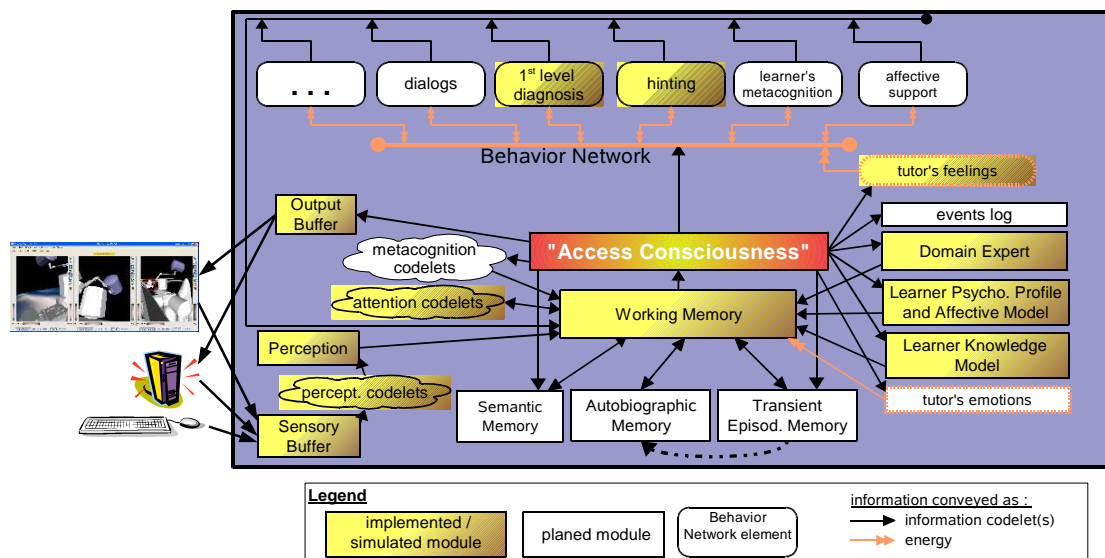 . . .
dialogs
1st level
diagnosis
hinting
learner's
metacognition
affective
support
Behavior Network
tutor's feelings
Output
Buffer
events log
metacognition
codelets
"Access Consciousness"
Domain Expert
attention codelets
Working Memory
Learner Psycho. Profile
and Affective Model
Perception
Learner Knowledge
Model
percept. codelets
Semantic
Memory
Autobiographic
Memory
Transient
Episod. Memory
tutor's emotions
Sensory
Buffer
Legend
implemented /
simulated module
planed module
Behavior
Network element
information conveyed as :
information codelet(s)
energy